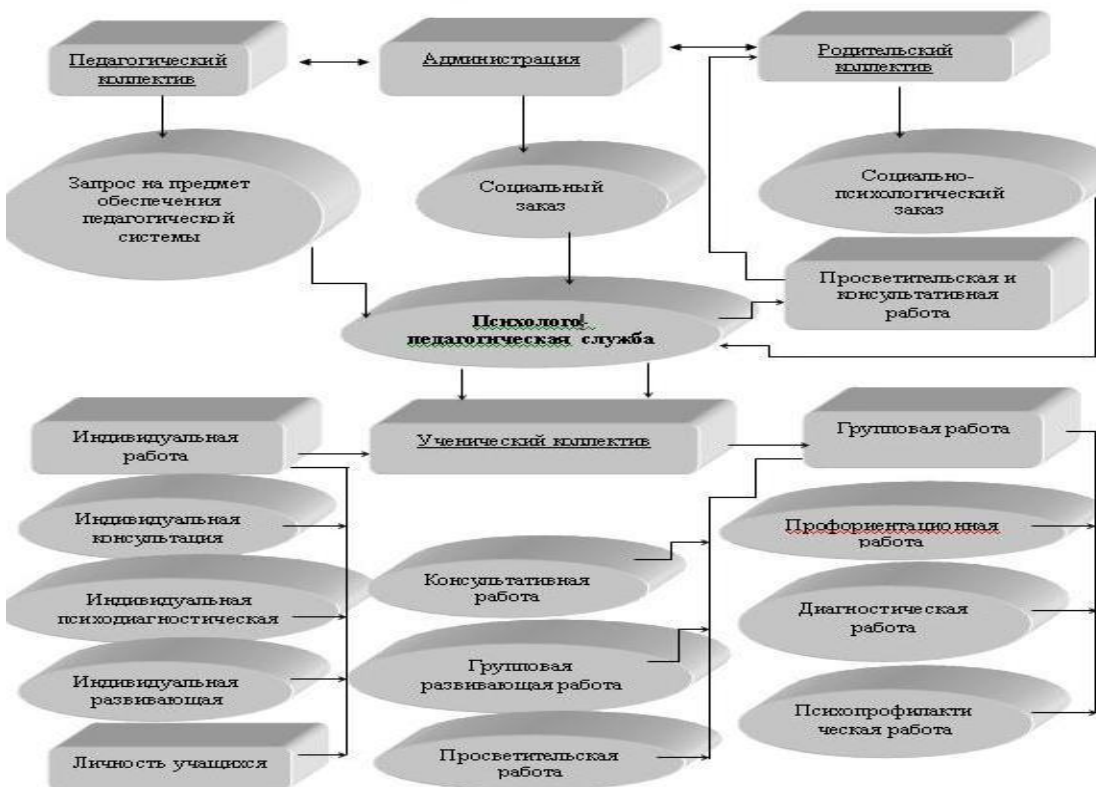 Педагогический
коллектив
Администрация
Родительский
коллектив
Запрос на предмет
обеспечения
педагогической
системы
Социальный
заказ
Социально-
психологический
заказ
Просветительская и
консультативная
работа
Психолого-
педагогическая служба
Индивидуальная
работа
Ученический коллектив
Групповая работа
Индивидуальная
консультация
Профориентационная
работа
Консультативная
работа
Индивидуальная
психодиагностическая
Диагностическая
работа
Групповая
развивающая работа
Индивидуальная
развивающая
Психопрофилакти
ческая работа
Личность учащихся
Просветительская
работа